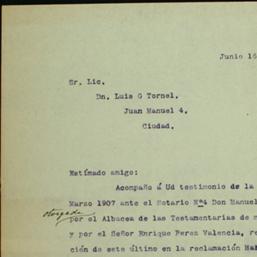 Junio 16
Sr. Lic.
Dn. Luis G Tornel.
Juan Manuel 4.
Ciudad.
Estimado amigo:
Acompaño á Ud testimonio de la
Marzo 1907 ante el Notario Nº4 Don Manuel
otorgada
por el Albacea de las Testamentarias de m
y por el Señor Enrique Perez Valencia, re
ción de este último en la reclamación